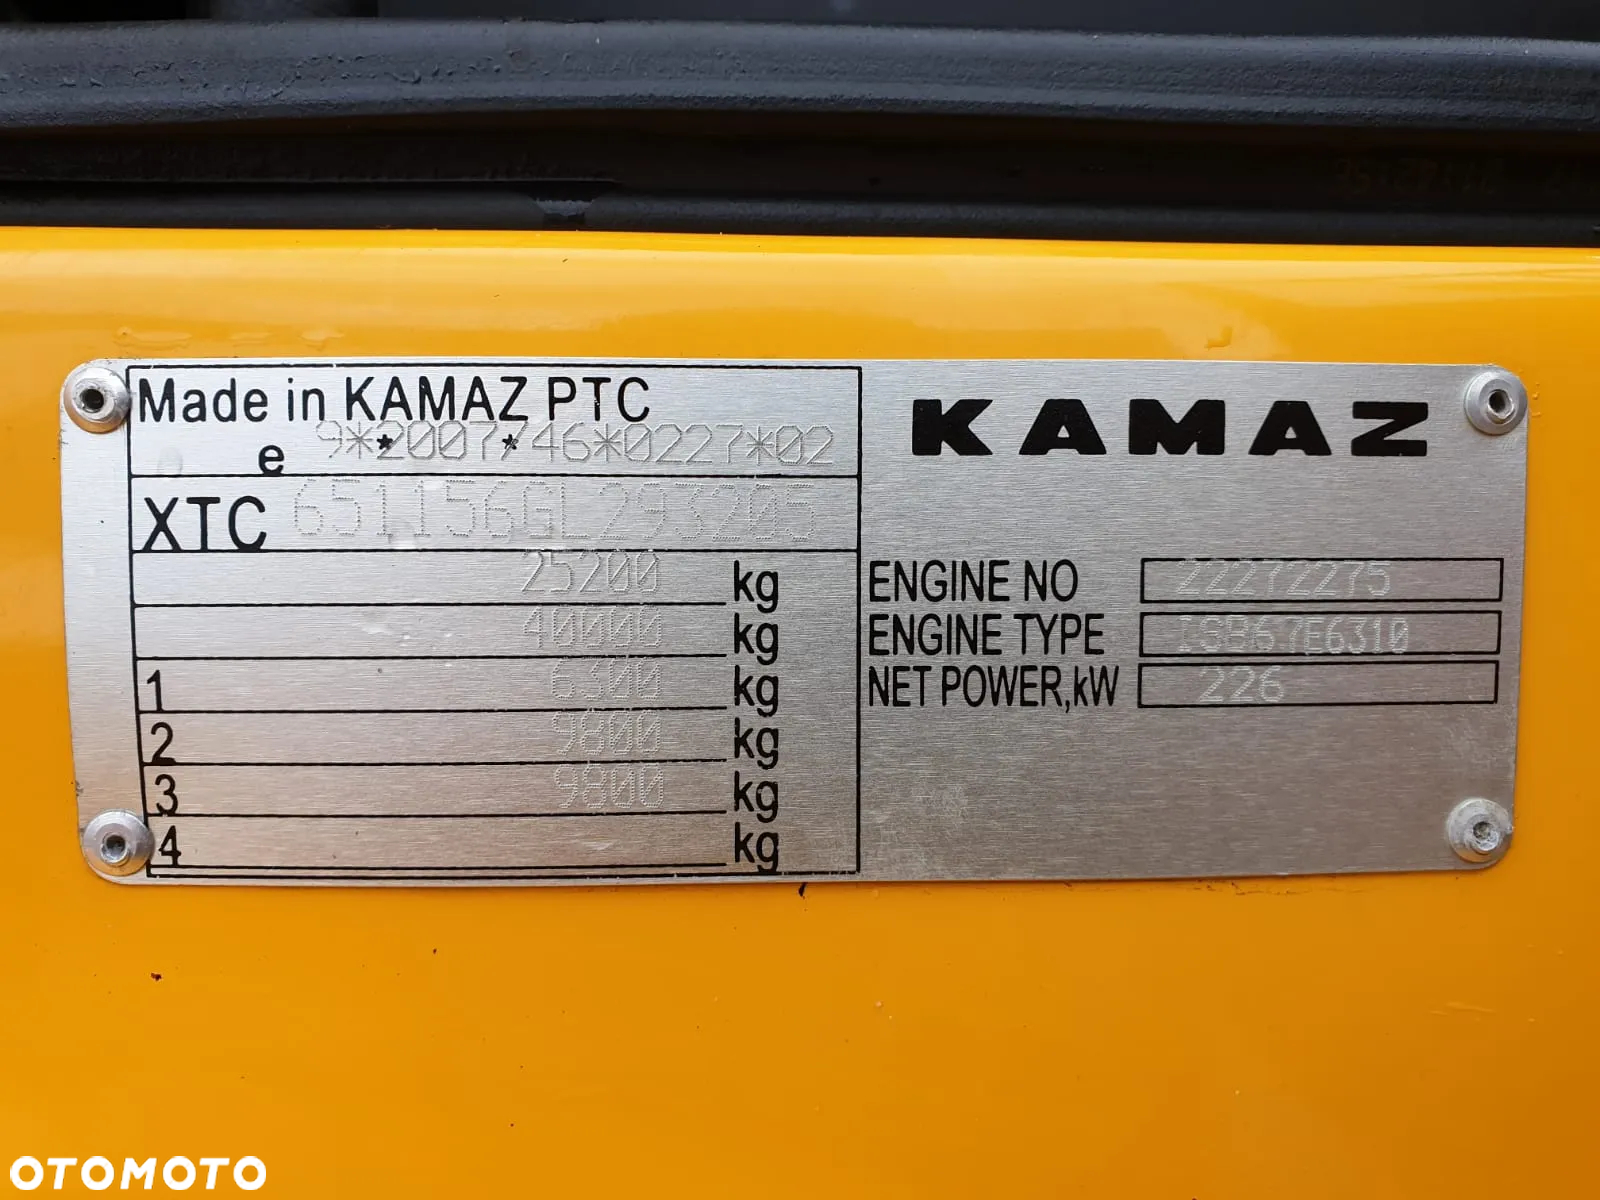 Made in KAMAZ PTC
e 9*2007*746*0227*02
XTC 651156GL293205
25200 kg
40000 kg
1 6300 kg
2 9800 kg
3 9800 kg
4 kg
KAMAZ
ENGINE NO 22272275
ENGINE TYPE ISB67E6310
NET POWER,kW 226
OTOMOTO